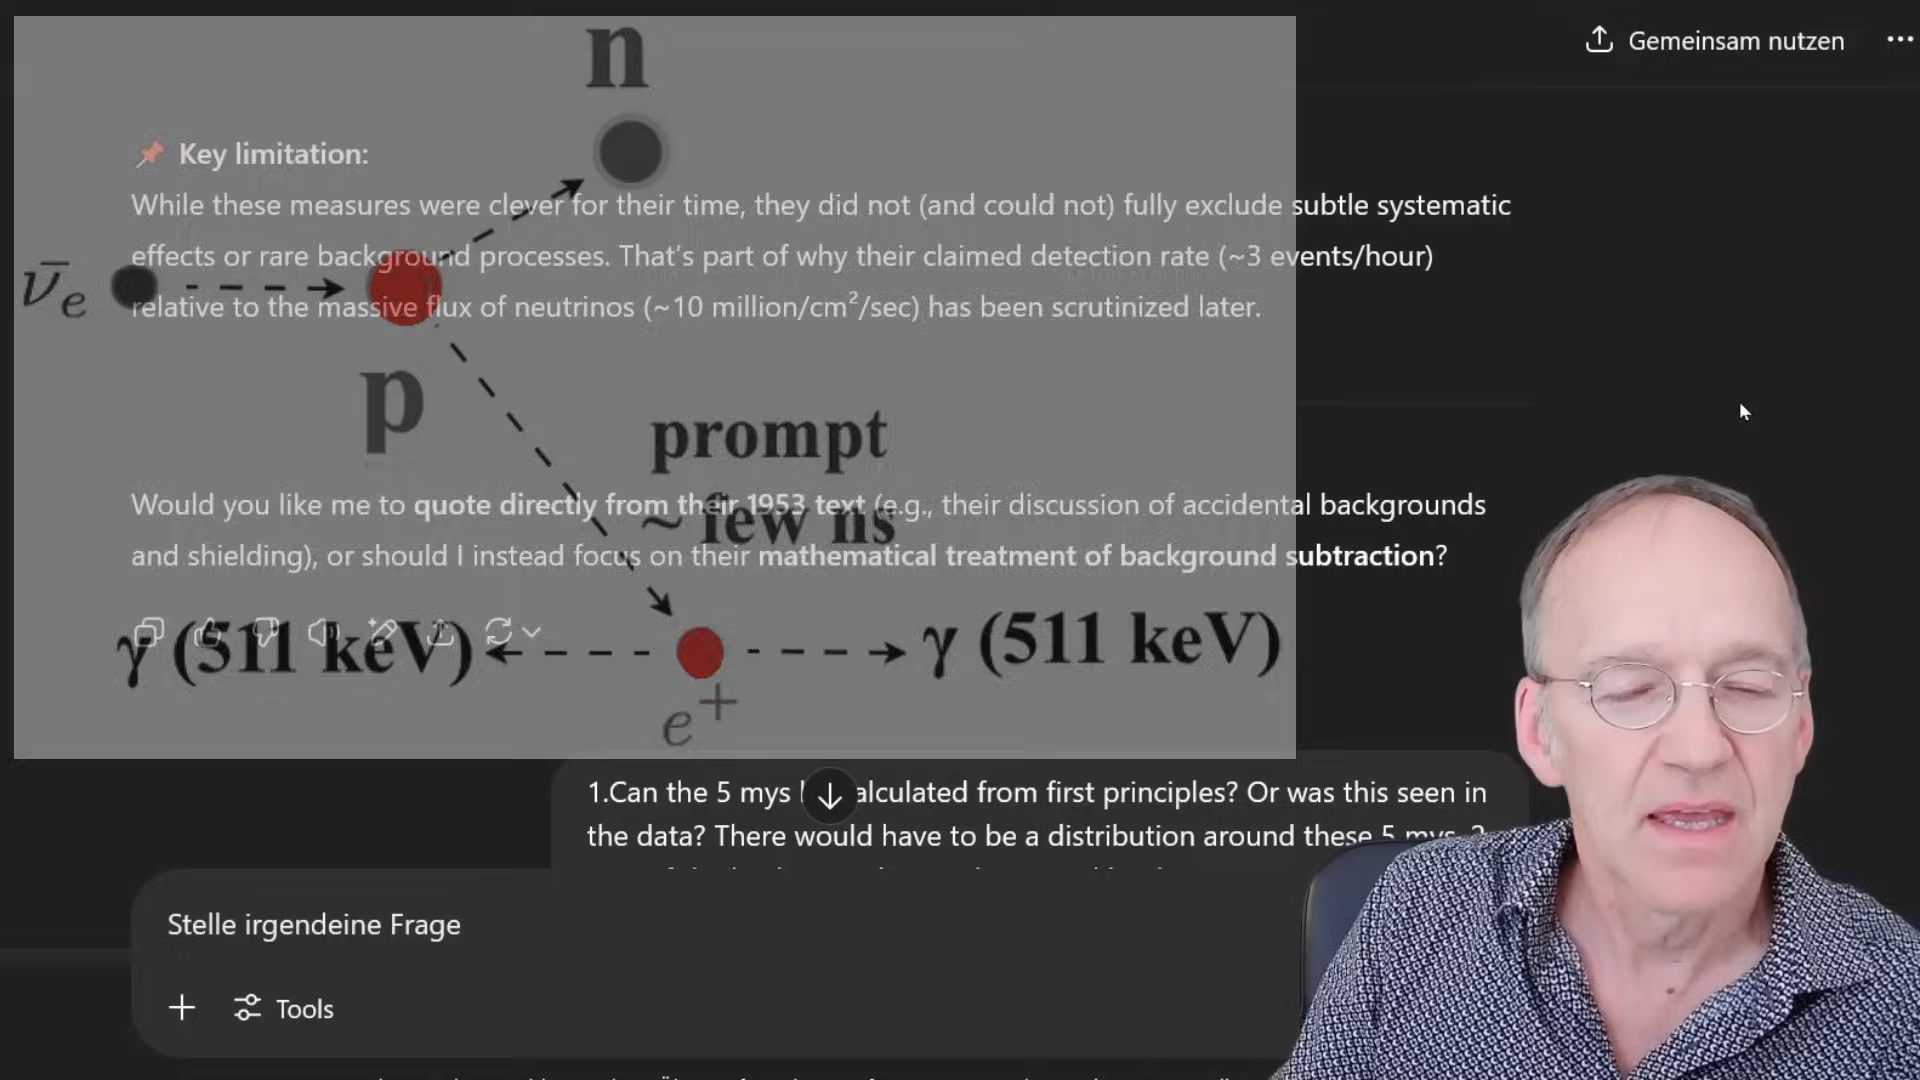 Gemeinsam nutzen
n
📌 Key limitation:
While these measures were clever for their time, they did not (and could not) fully exclude subtle systematic
effects or rare background processes. That's part of why their claimed detection rate (~3 events/hour)
relative to the massive flux of neutrinos (~10 million/cm²/sec) has been scrutinized later.
ν̄e
p
prompt
~ few ns
Would you like me to quote directly from their 1953 text (e.g., their discussion of accidental backgrounds
and shielding), or should I instead focus on their mathematical treatment of background subtraction?
γ (511 keV)
γ (511 keV)
e+
1.Can the 5 mys calculated from first principles? Or was this seen in
the data? There would have to be a distribution around these 5 mys.
Stelle irgendeine Frage
Tools